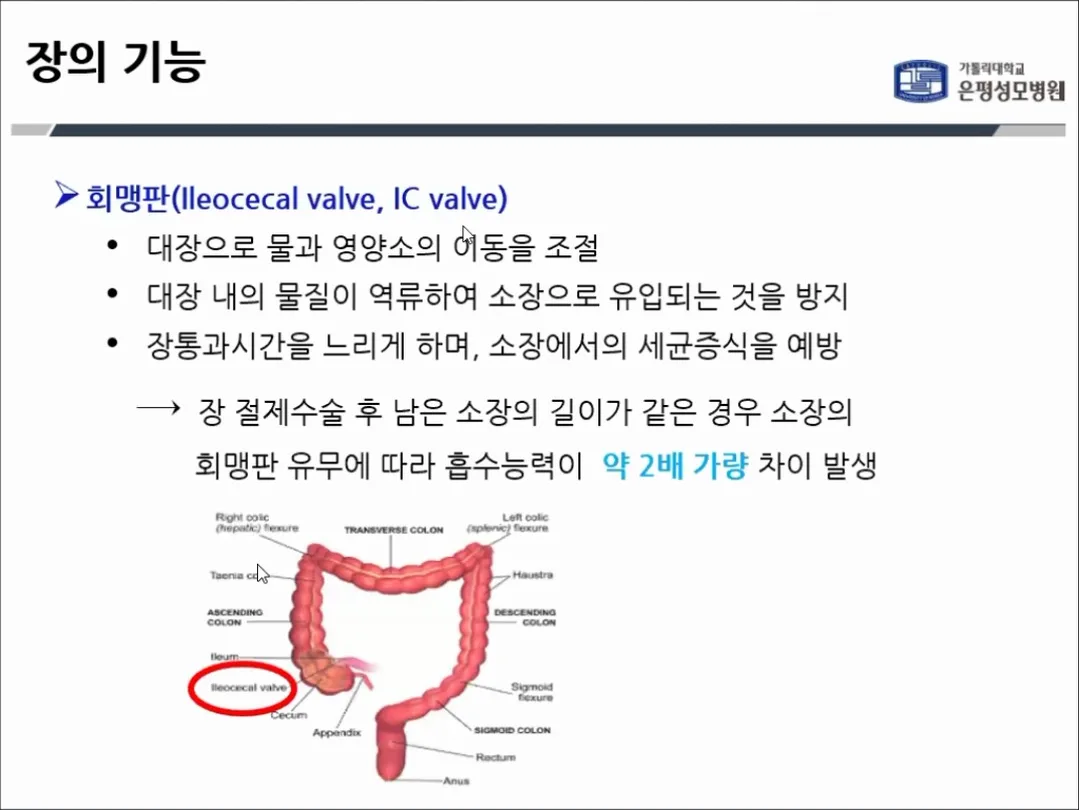 장의 기능
가톨릭대학교
은평성모병원
회맹판(Ileocecal valve, IC valve)
• 대장으로 물과 영양소의 이동을 조절
• 대장 내의 물질이 역류하여 소장으로 유입되는 것을 방지
• 장통과시간을 느리게 하며, 소장에서의 세균증식을 예방
→ 장 절제수술 후 남은 소장의 길이가 같은 경우 소장의
회맹판 유무에 따라 흡수능력이 약 2배 가량 차이 발생
Right colic
(hepatic) flexure
TRANSVERSE COLON
Left colic
(splenic) flexure
Taenia
Haustra
ASCENDING
COLON
DESCENDING
COLON
Ileum
Ileocecal valve
Sigmoid
flexure
Cecum
Appendix
SIGMOID COLON
Rectum
Anus